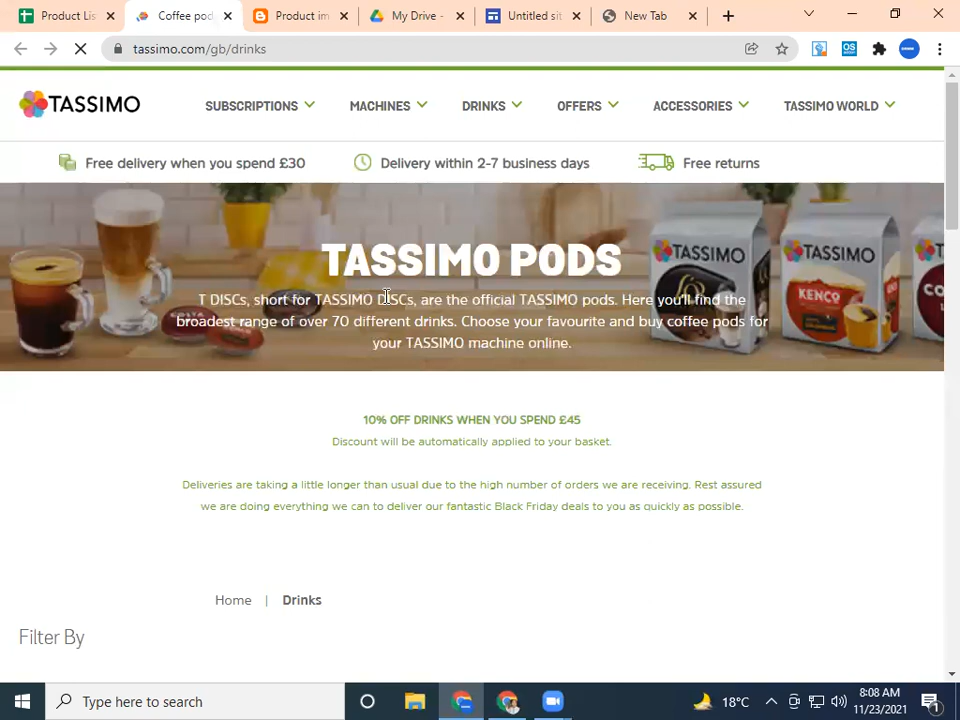 Product Lis
Coffee pod
Product im
My Drive -
Untitled sit
New Tab
tassimo.com/gb/drinks
TASSIMO
SUBSCRIPTIONS
MACHINES
DRINKS
OFFERS
ACCESSORIES
TASSIMO WORLD
Free delivery when you spend £30
Delivery within 2-7 business days
Free returns
TASSIMO PODS
T DISCs, short for TASSIMO DISCs, are the official TASSIMO pods. Here you'll find the
broadest range of over 70 different drinks. Choose your favourite and buy coffee pods for
your TASSIMO machine online.
TASSIMO
TASSIMO
KENCO
10% OFF DRINKS WHEN YOU SPEND £45
Discount will be automatically applied to your basket.
Deliveries are taking a little longer than usual due to the high number of orders we are receiving. Rest assured
we are doing everything we can to deliver our fantastic Black Friday deals to you as quickly as possible.
Home | Drinks
Filter By
Type here to search
18°C
8:08 AM
11/23/2021
1